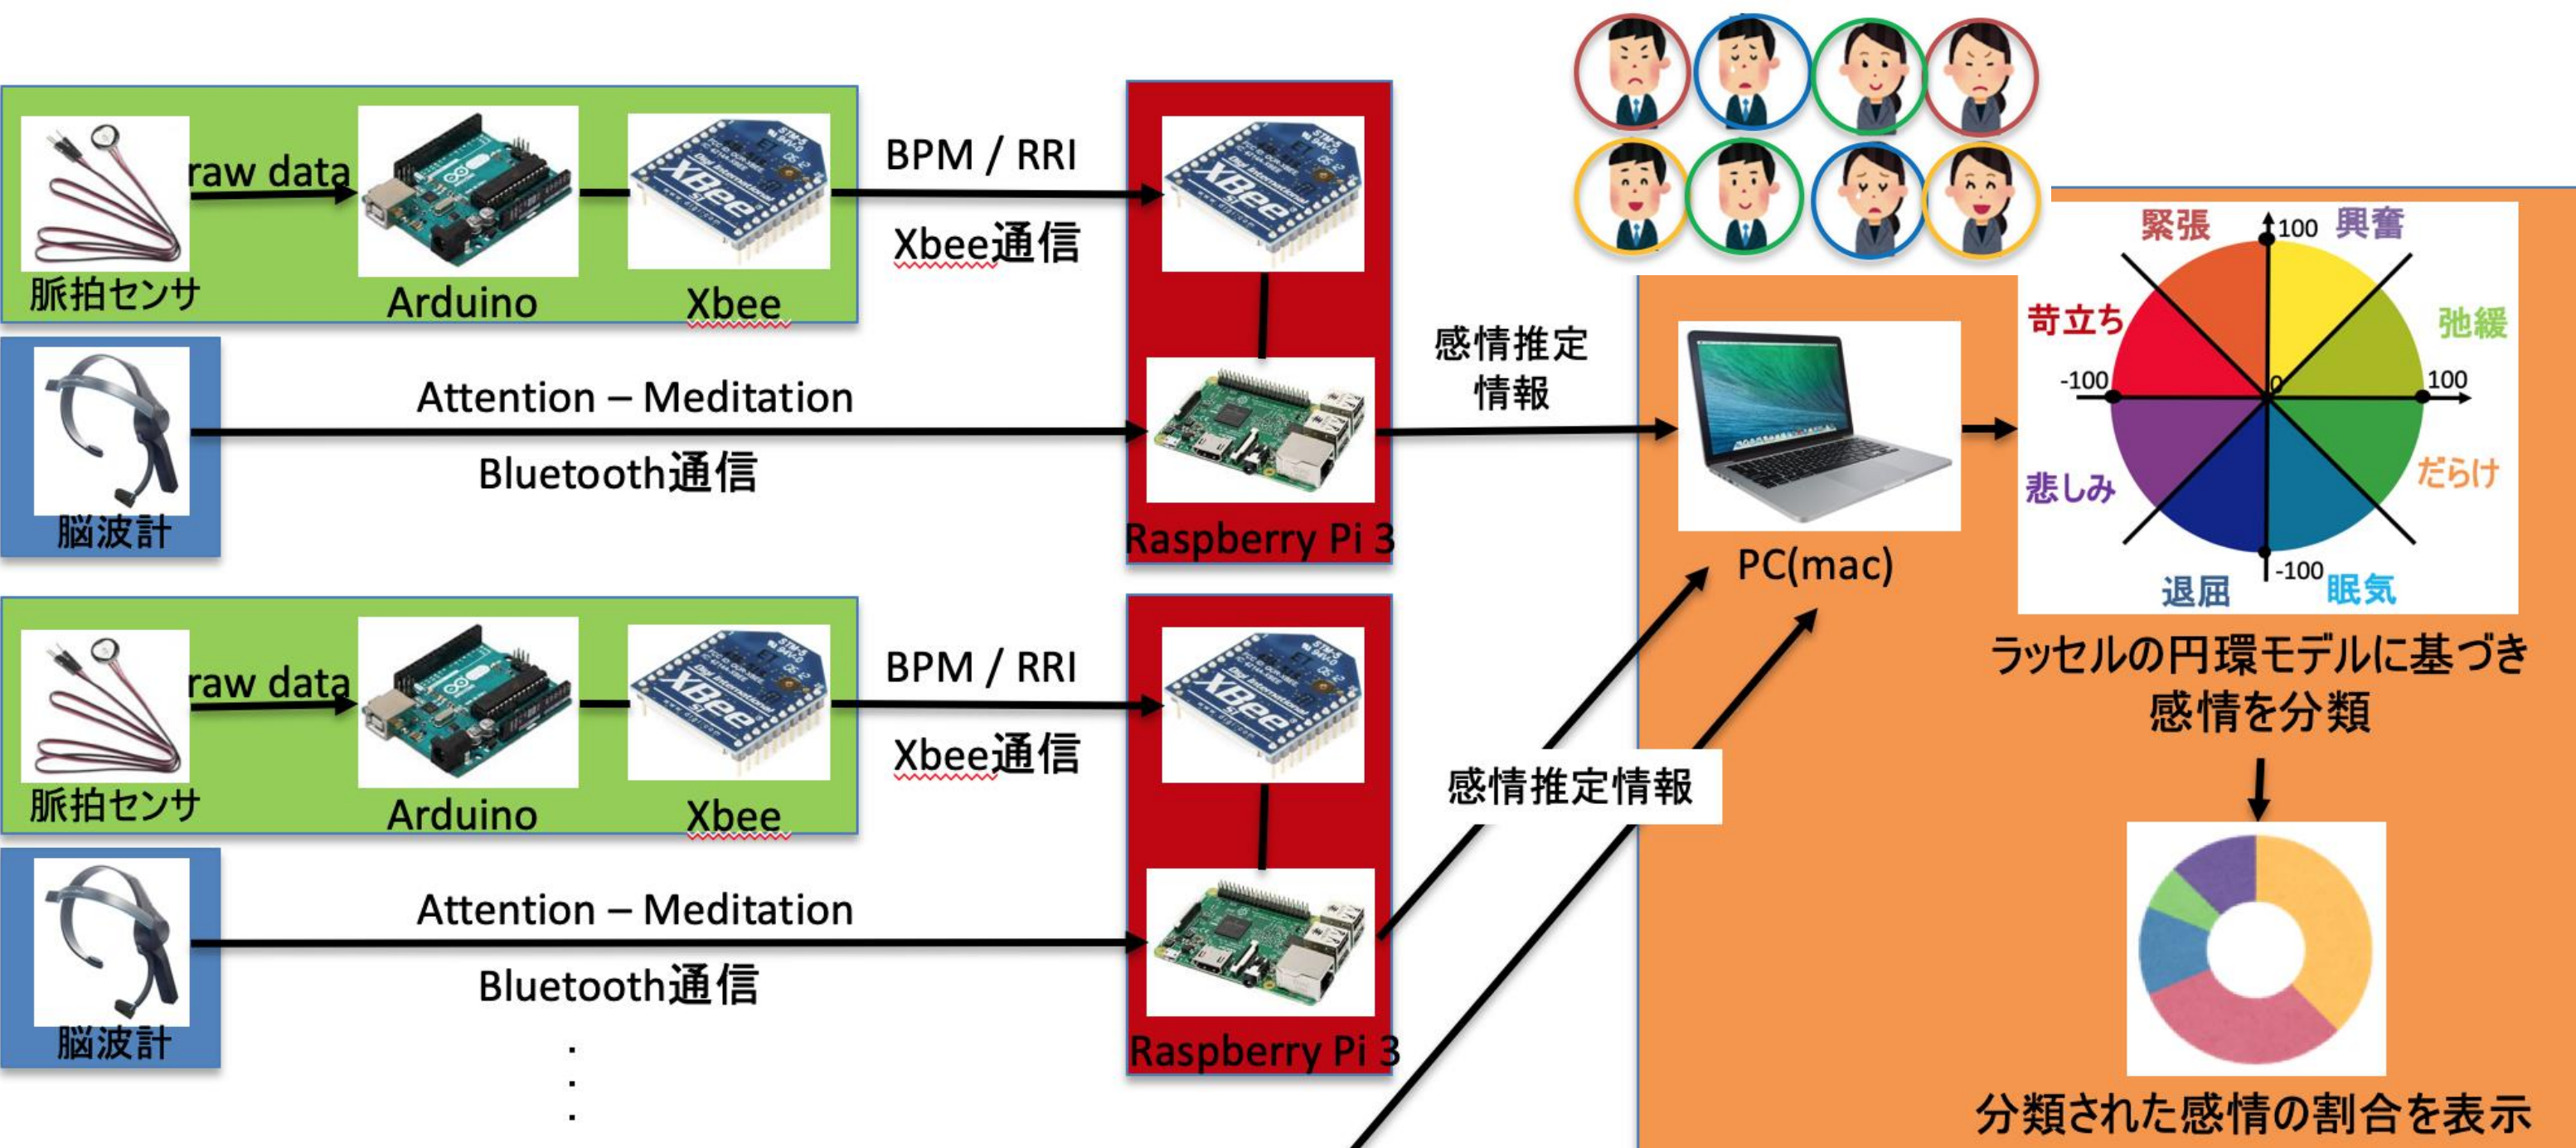 raw data
脈拍センサ
Arduino
Xbee
BPM / RRI
Xbee通信
XBee
XBee
脳波計
Attention – Meditation
Bluetooth通信
Raspberry Pi 3
感情推定
情報
PC(mac)
緊張
100
興奮
苛立ち
弛緩
-100
0
100
悲しみ
だらけ
退屈
-100
眠気
ラッセルの円環モデルに基づき
感情を分類
raw data
脈拍センサ
Arduino
Xbee
BPM / RRI
Xbee通信
XBee
XBee
脳波計
Attention – Meditation
Bluetooth通信
Raspberry Pi 3
感情推定情報
分類された感情の割合を表示